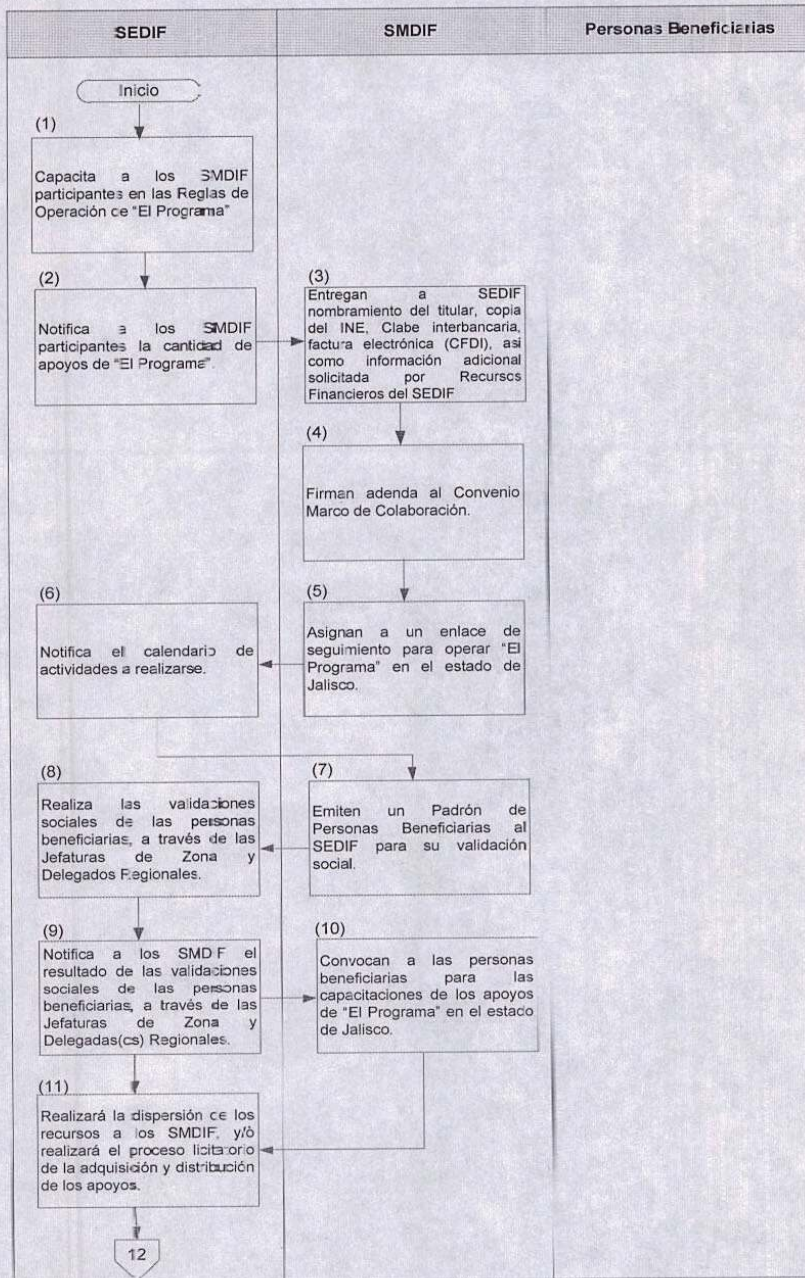 SEDIF
SMDIF
Personas Beneficiarias
Inicio
(1)
Capacita a los SMDIF
participantes en las Reglas de
Operación de "El Programa"
(2)
Notifica a los SMDIF
participantes la cantidad de
apoyos de "El Programa".
(3)
Entregan a SEDIF
nombramiento del titular, copia
del INE, Clabe interbancaria,
factura electrónica (CFDI), asi
como información adicional
solicitada por Recursos
Financieros del SEDIF
(4)
Firman adenda al Convenio
Marco de Colaboración.
(5)
Asignan a un enlace de
seguimiento para operar "El
Programa" en el estado de
Jalisco.
(6)
Notifica el calendario de
actividades a realizarse.
(7)
Emiten un Padrón de
Personas Beneficiarias al
SEDIF para su validación
social.
(8)
Realiza las validaciones
sociales de las personas
beneficiarias, a través de las
Jefaturas de Zona y
Delegados Regionales.
(9)
Notifica a los SMDIF el
resultado de las validaciones
sociales de las personas
beneficiarias, a través de las
Jefaturas de Zona y
Delegadas(os) Regionales.
(10)
Convocan a las personas
beneficiarias para las
capacitaciones de los apoyos
de "El Programa" en el estado
de Jalisco.
(11)
Realizará la dispersión de los
recursos a los SMDIF, y/ò
realizará el proceso licitatorio
de la adquisición y distribución
de los apoyos.
12